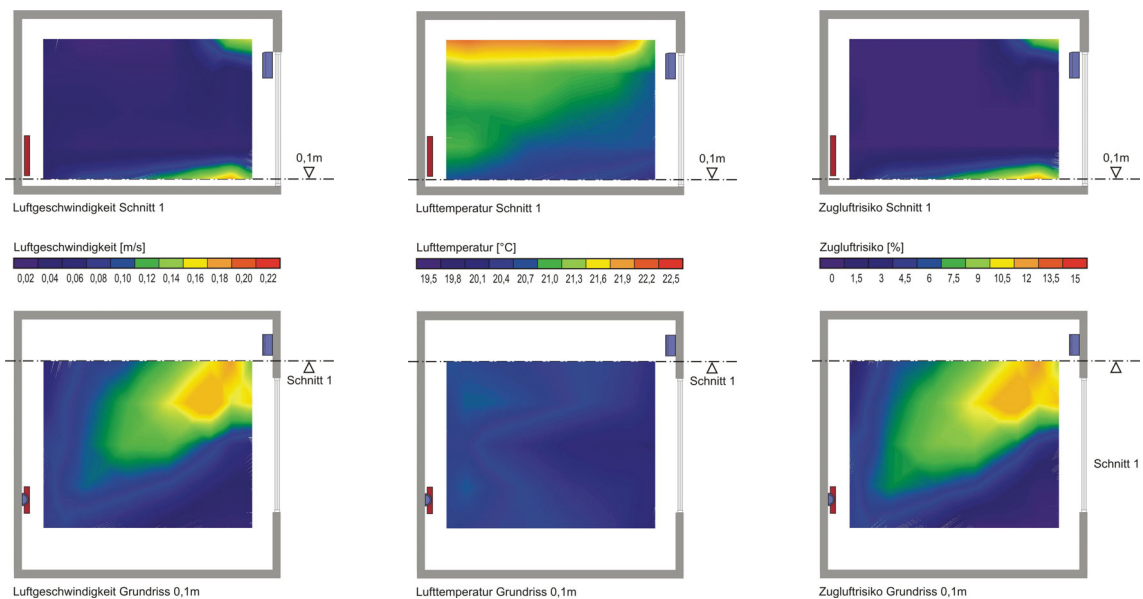 0,1m
0,1m
0,1m
Luftgeschwindigkeit Schnitt 1
Lufttemperatur Schnitt 1
Zugluftrisiko Schnitt 1
Luftgeschwindigkeit [m/s]
0,02 0,04 0,06 0,08 0,10 0,12 0,14 0,16 0,18 0,20 0,22
Lufttemperatur [°C]
19,5 19,8 20,1 20,4 20,7 21,0 21,3 21,6 21,9 22,2 22,5
Zugluftrisiko [%]
0 1,5 3 4,5 6 7,5 9 10,5 12 13,5 15
Schnitt 1
Schnitt 1
Schnitt 1
Luftgeschwindigkeit Grundriss 0,1m
Lufttemperatur Grundriss 0,1m
Zugluftrisiko Grundriss 0,1m